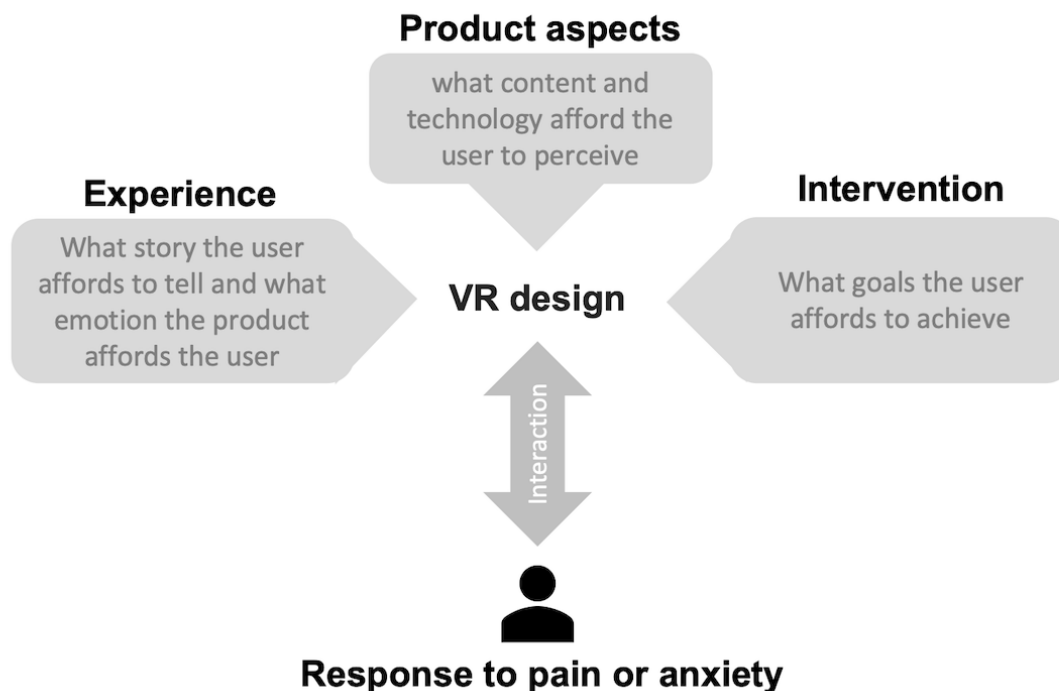 Product aspects
what content and
technology afford the
user to perceive
Experience
What story the user
affords to tell and what
emotion the product
affords the user
Intervention
What goals the user
affords to achieve
VR design
Interaction
Response to pain or anxiety